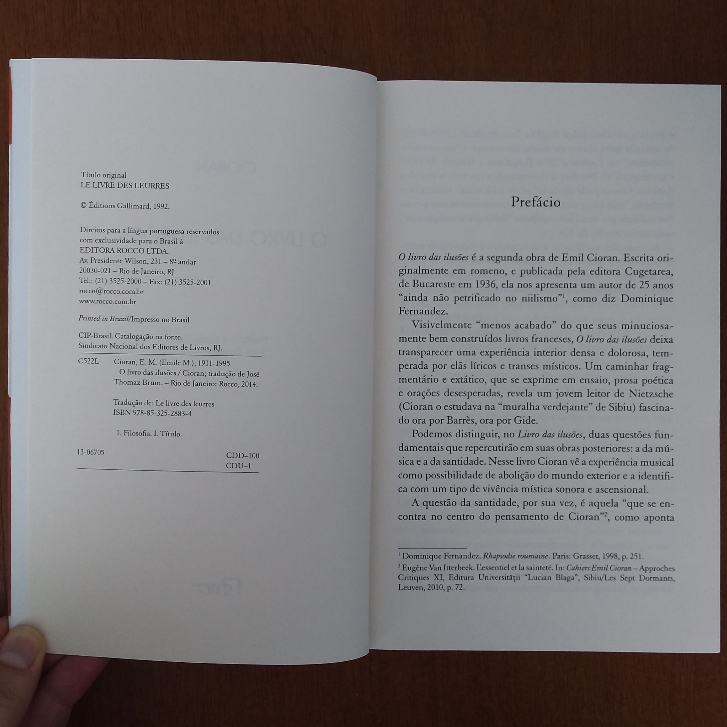 Título original
LE LIVRE DES LEURRES
© Éditions Gallimard, 1992.
Direitos para a língua portuguesa reservados
com exclusividade para o Brasil à
EDITORA ROCCO LTDA.
Av. Presidente Wilson, 231 – 8º andar
20030-021 – Rio de Janeiro, RJ
Tel.: (21) 3525-2000 – Fax: (21) 3525-2001
rocco@rocco.com.br
www.rocco.com.br
Printed in Brazil/Impresso no Brasil
CIP-Brasil. Catalogação na fonte.
Sindicato Nacional dos Editores de Livros, RJ.
C522L Cioran, E. M. (Emile M.), 1911-1995
O livro das ilusões / Cioran; tradução de José
Thomaz Brum. – Rio de Janeiro: Rocco, 2014.
Tradução de: Le livre des leurres
ISBN 978-85-325-2883-4
1. Filosofia. I. Título.
13-06705 CDD–100
CDU–1
Prefácio
O livro das ilusões é a segunda obra de Emil Cioran. Escrita ori-
ginalmente em romeno, e publicada pela editora Cugetarea,
de Bucareste em 1936, ela nos apresenta um autor de 25 anos
“ainda não petrificado no niilismo”¹, como diz Dominique
Fernandez.
Visivelmente “menos acabado” do que seus minuciosa-
mente bem construídos livros franceses, O livro das ilusões deixa
transparecer uma experiência interior densa e dolorosa, tem-
perada por elãs líricos e transes místicos. Um caminhar frag-
mentário e extático, que se exprime em ensaio, prosa poética
e orações desesperadas, revela um jovem leitor de Nietzsche
(Cioran o estudava na “muralha verdejante” de Sibiu) fascina-
do ora por Barrès, ora por Gide.
Podemos distinguir, no Livro das ilusões, duas questões fun-
damentais que repercutirão em suas obras posteriores: a da mú-
sica e a da santidade. Nesse livro Cioran vê a experiência musical
como possibilidade de abolição do mundo exterior e a identi-
fica com um tipo de vivência mística sonora e ascensional.
A questão da santidade, por sua vez, é aquela “que se en-
contra no centro do pensamento de Cioran”², como aponta
¹ Dominique Fernandez. Rhapsodie roumaine. Paris: Grasset, 1998, p. 251.
² Eugène Van Itterbeek. L'essentiel et la sainteté. In: Cahiers Emil Cioran – Approches
Critiques XI, Editura Universității "Lucian Blaga", Sibiu/Les Sept Dormants,
Leuven, 2010, p. 72.